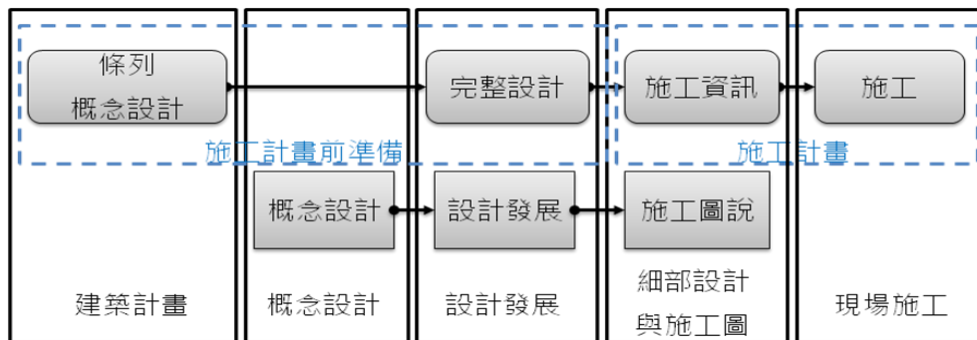 條列
概念設計
完整設計
施工資訊
施工
施工計畫前準備
施工計畫
概念設計
設計發展
施工圖說
建築計畫
概念設計
設計發展
細部設計
與施工圖
現場施工